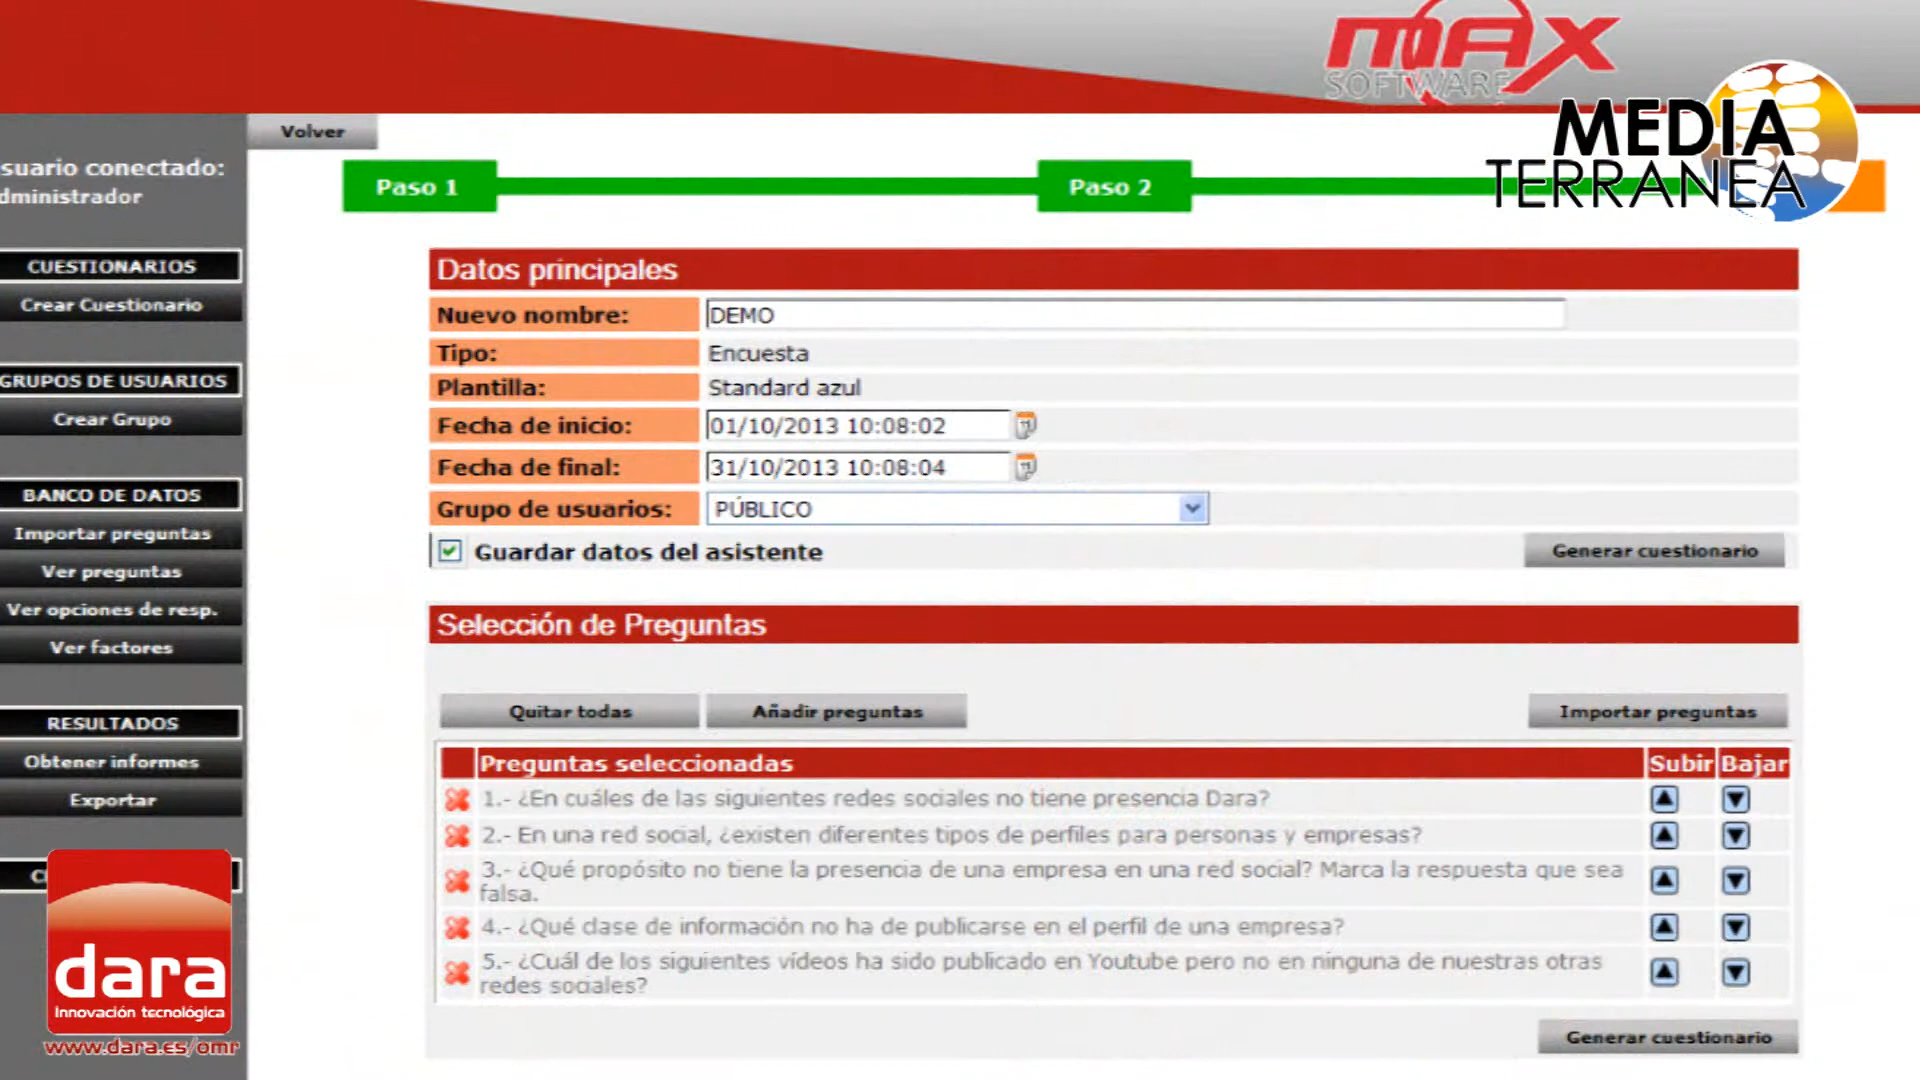 max
SOFTWARE
MEDIA
TERRANEA
Volver
suario conectado:
dministrador
Paso 1
Paso 2
CUESTIONARIOS
Crear Cuestionario
GRUPOS DE USUARIOS
Crear Grupo
BANCO DE DATOS
Importar preguntas
Ver preguntas
Ver opciones de resp.
Ver factores
RESULTADOS
Obtener informes
Exportar
dara
Innovación tecnológica
www.dara.es/omr
Datos principales
Nuevo nombre: DEMO
Tipo: Encuesta
Plantilla: Standard azul
Fecha de inicio: 01/10/2013 10:08:02
Fecha de final: 31/10/2013 10:08:04
Grupo de usuarios: PÚBLICO
Guardar datos del asistente Generar cuestionario
Selección de Preguntas
Quitar todas Añadir preguntas Importar preguntas
Preguntas seleccionadas Subir Bajar
1.- ¿En cuáles de las siguientes redes sociales no tiene presencia Dara?
2.- En una red social, ¿existen diferentes tipos de perfiles para personas y empresas?
3.- ¿Qué propósito no tiene la presencia de una empresa en una red social? Marca la respuesta que sea
falsa.
4.- ¿Qué clase de información no ha de publicarse en el perfil de una empresa?
5.- ¿Cuál de los siguientes vídeos ha sido publicado en Youtube pero no en ninguna de nuestras otras
redes sociales?
Generar cuestionario